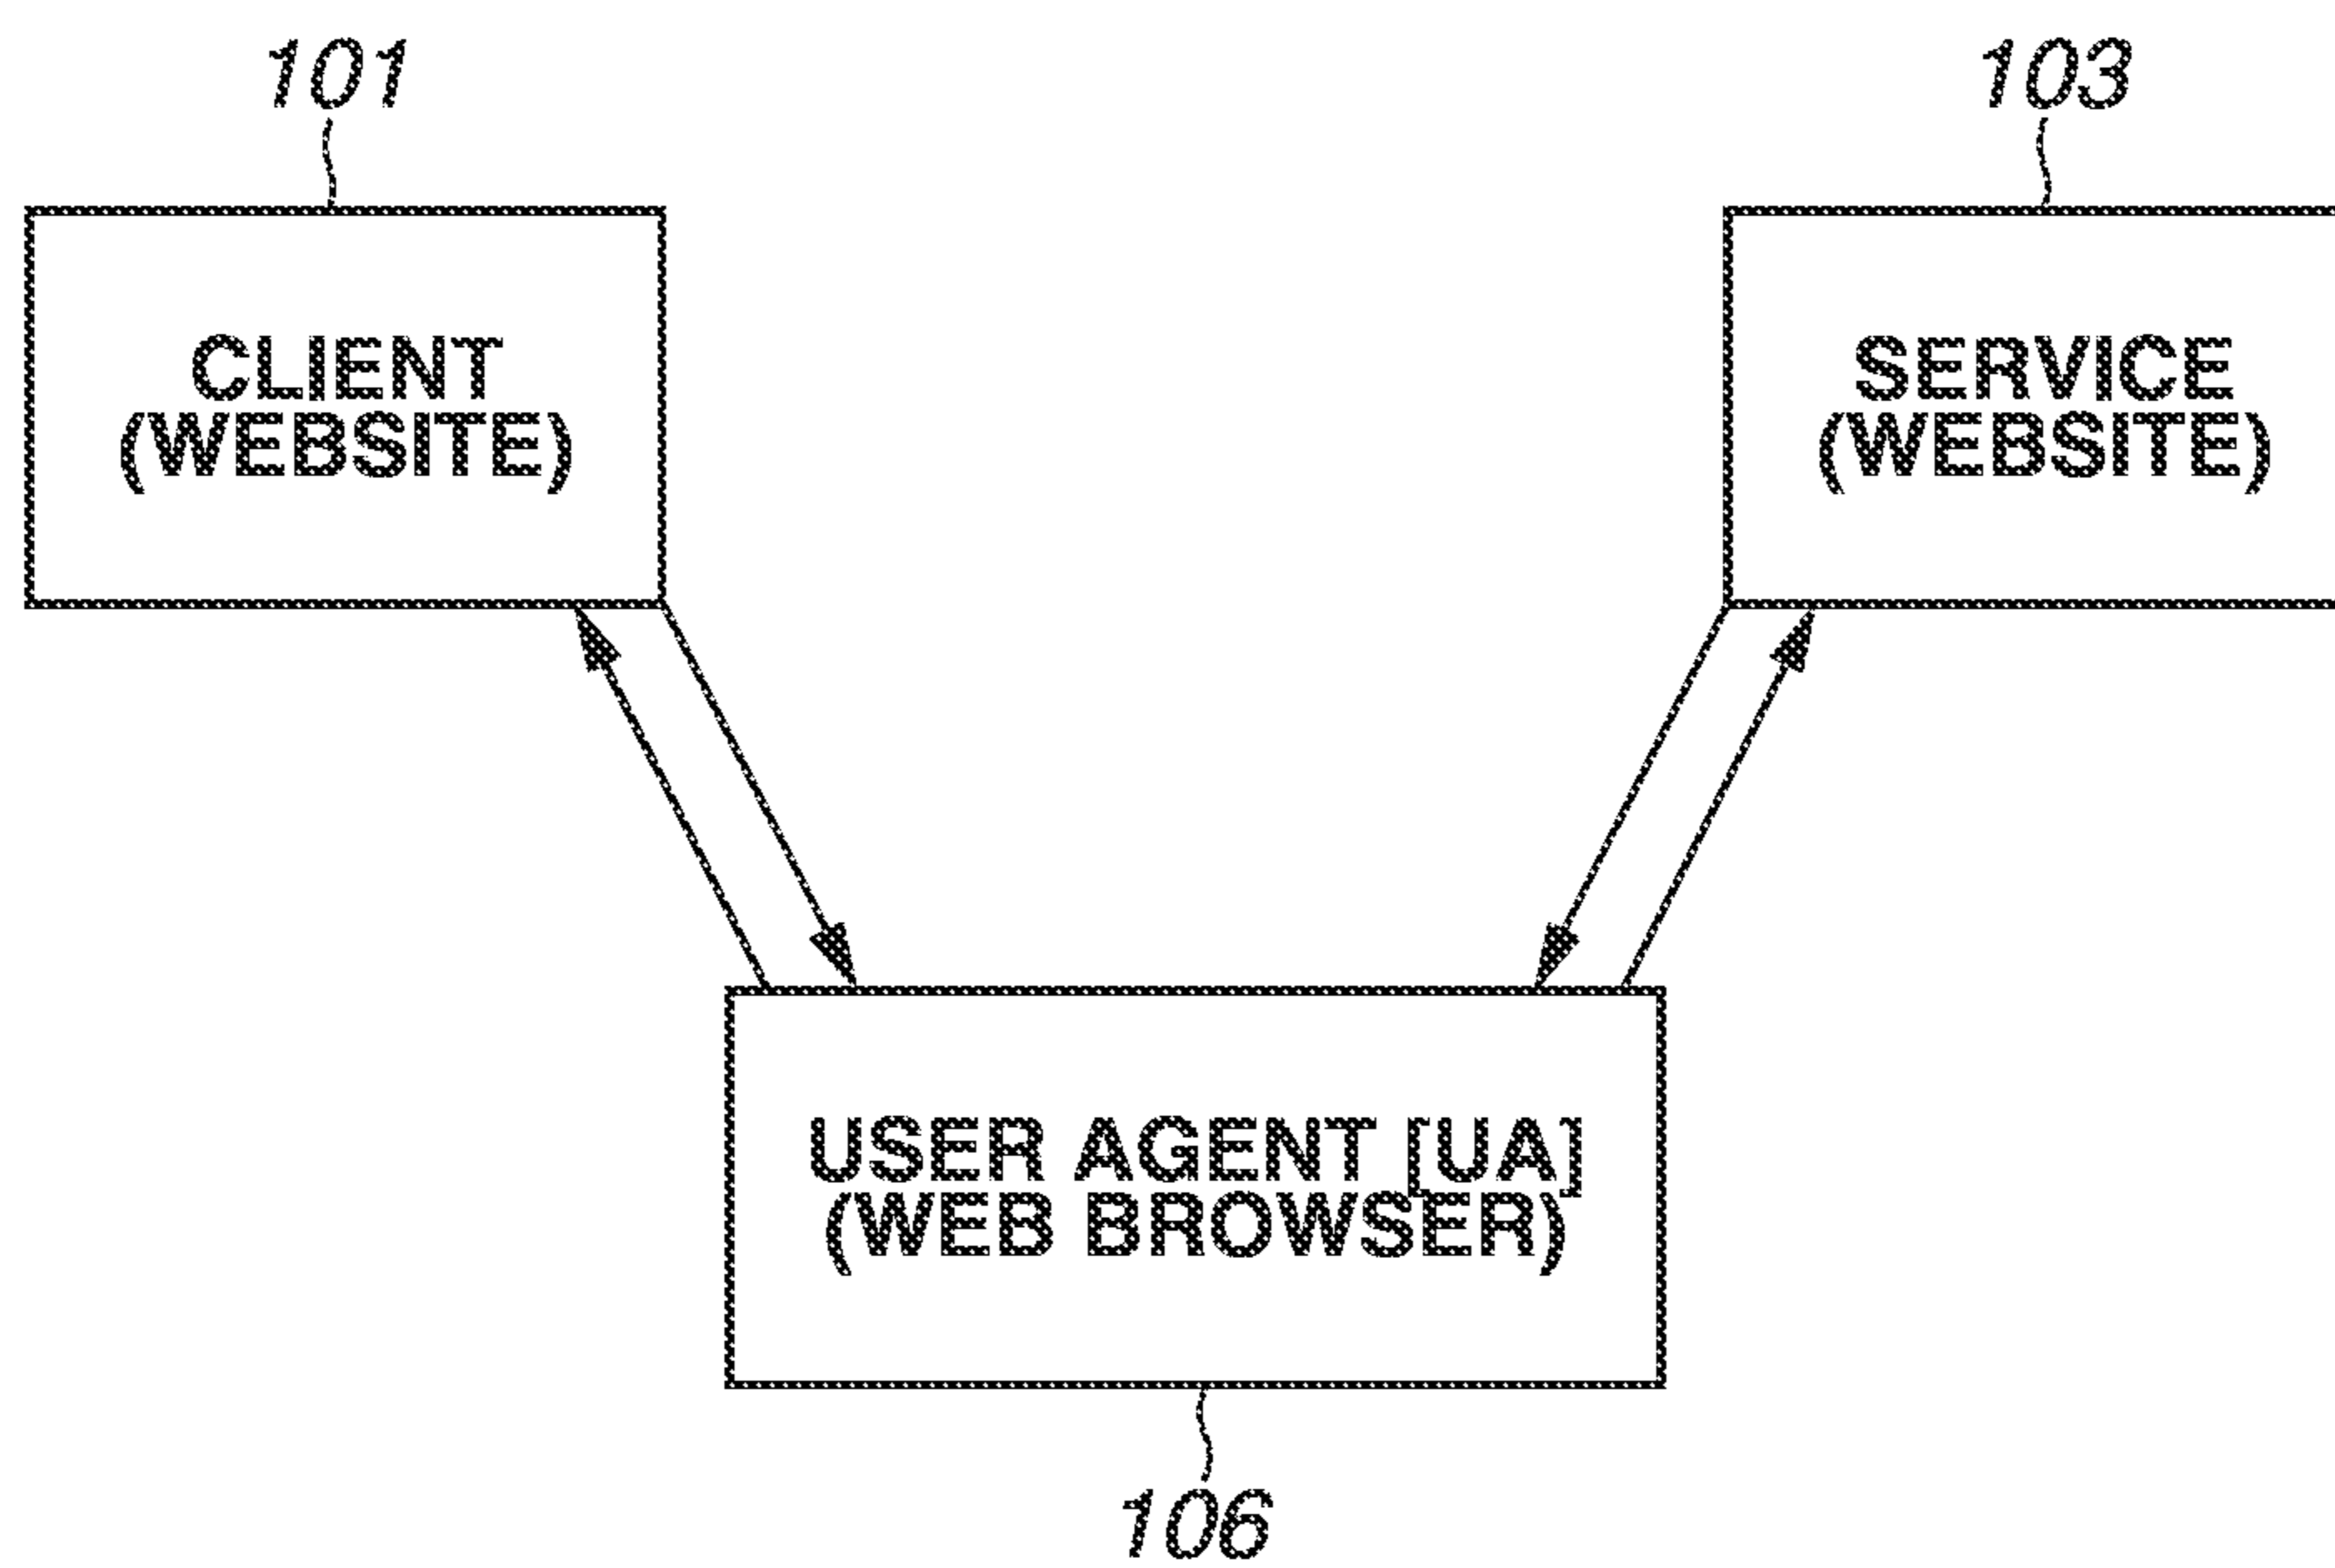 101
103
CLIENT
(WEBSITE)
SERVICE
(WEBSITE)
USER AGENT [UA]
(WEB BROWSER)
106